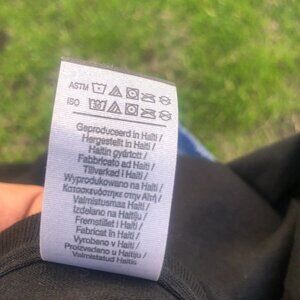 ASTM
ISO
Geproduceerd in Haïti /
Hergestellt in Haiti /
Haitin gyártott /
Fabbricato ad Haiti /
Tillverkad i Haiti /
Wyprodukowano na Haiti /
Κατασκευάστηκε στην Αϊτή /
Valmistusmaa Haiti /
Izdelano na Haitiju /
Fremstillet i Haiti /
Fabricat în Haiti /
Vyrobeno v Haiti /
Proizvedeno u Haiti /
Valmistatud Haitis